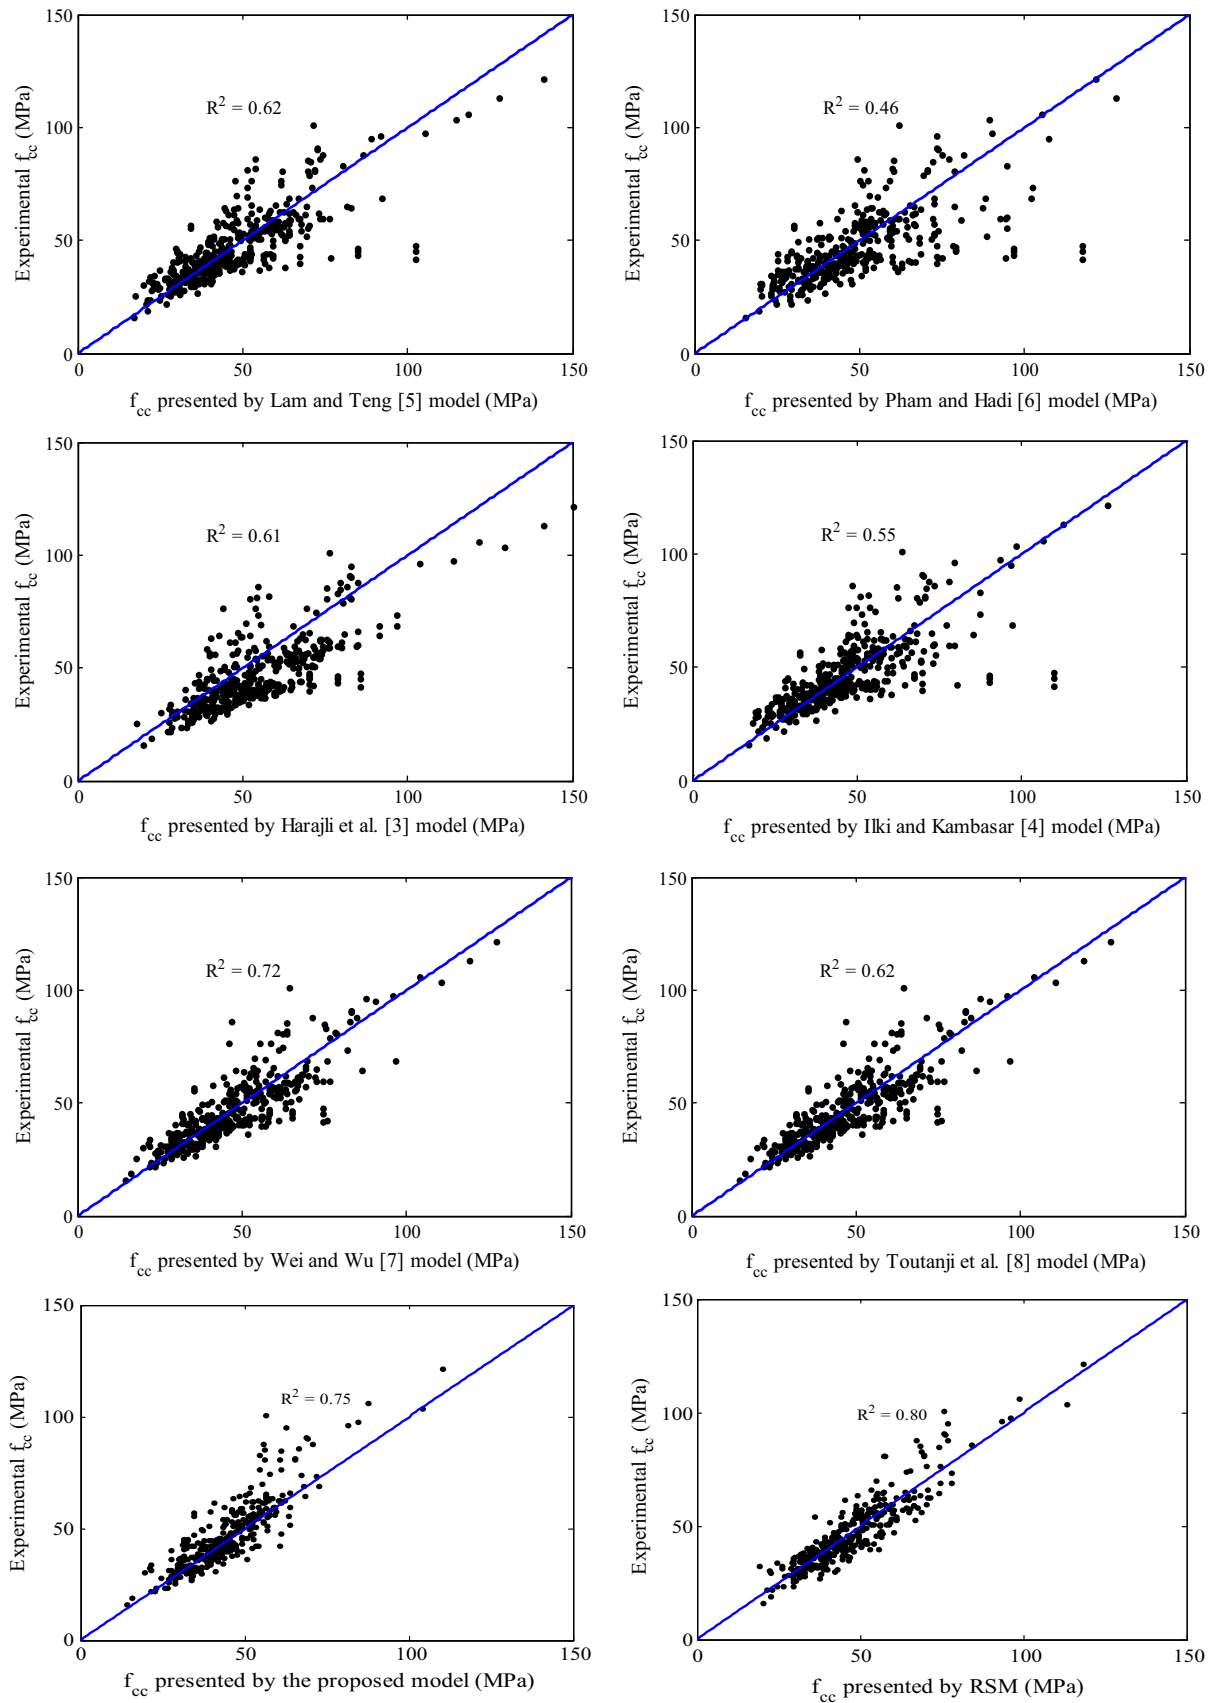 150
100
50
0
Experimental f_cc (MPa)
R² = 0.62
0 50 100 150
f_cc presented by Lam and Teng [5] model (MPa)
150
100
50
0
Experimental f_cc (MPa)
R² = 0.46
0 50 100 150
f_cc presented by Pham and Hadi [6] model (MPa)
150
100
50
0
Experimental f_cc (MPa)
R² = 0.61
0 50 100 150
f_cc presented by Harajli et al. [3] model (MPa)
150
100
50
0
Experimental f_cc (MPa)
R² = 0.55
0 50 100 150
f_cc presented by Ilki and Kambasar [4] model (MPa)
150
100
50
0
Experimental f_cc (MPa)
R² = 0.72
0 50 100 150
f_cc presented by Wei and Wu [7] model (MPa)
150
100
50
0
Experimental f_cc (MPa)
R² = 0.62
0 50 100 150
f_cc presented by Toutanji et al. [8] model (MPa)
150
100
50
0
Experimental f_cc (MPa)
R² = 0.75
0 50 100 150
f_cc presented by the proposed model (MPa)
150
100
50
0
Experimental f_cc (MPa)
R² = 0.80
0 50 100 150
f_cc presented by RSM (MPa)